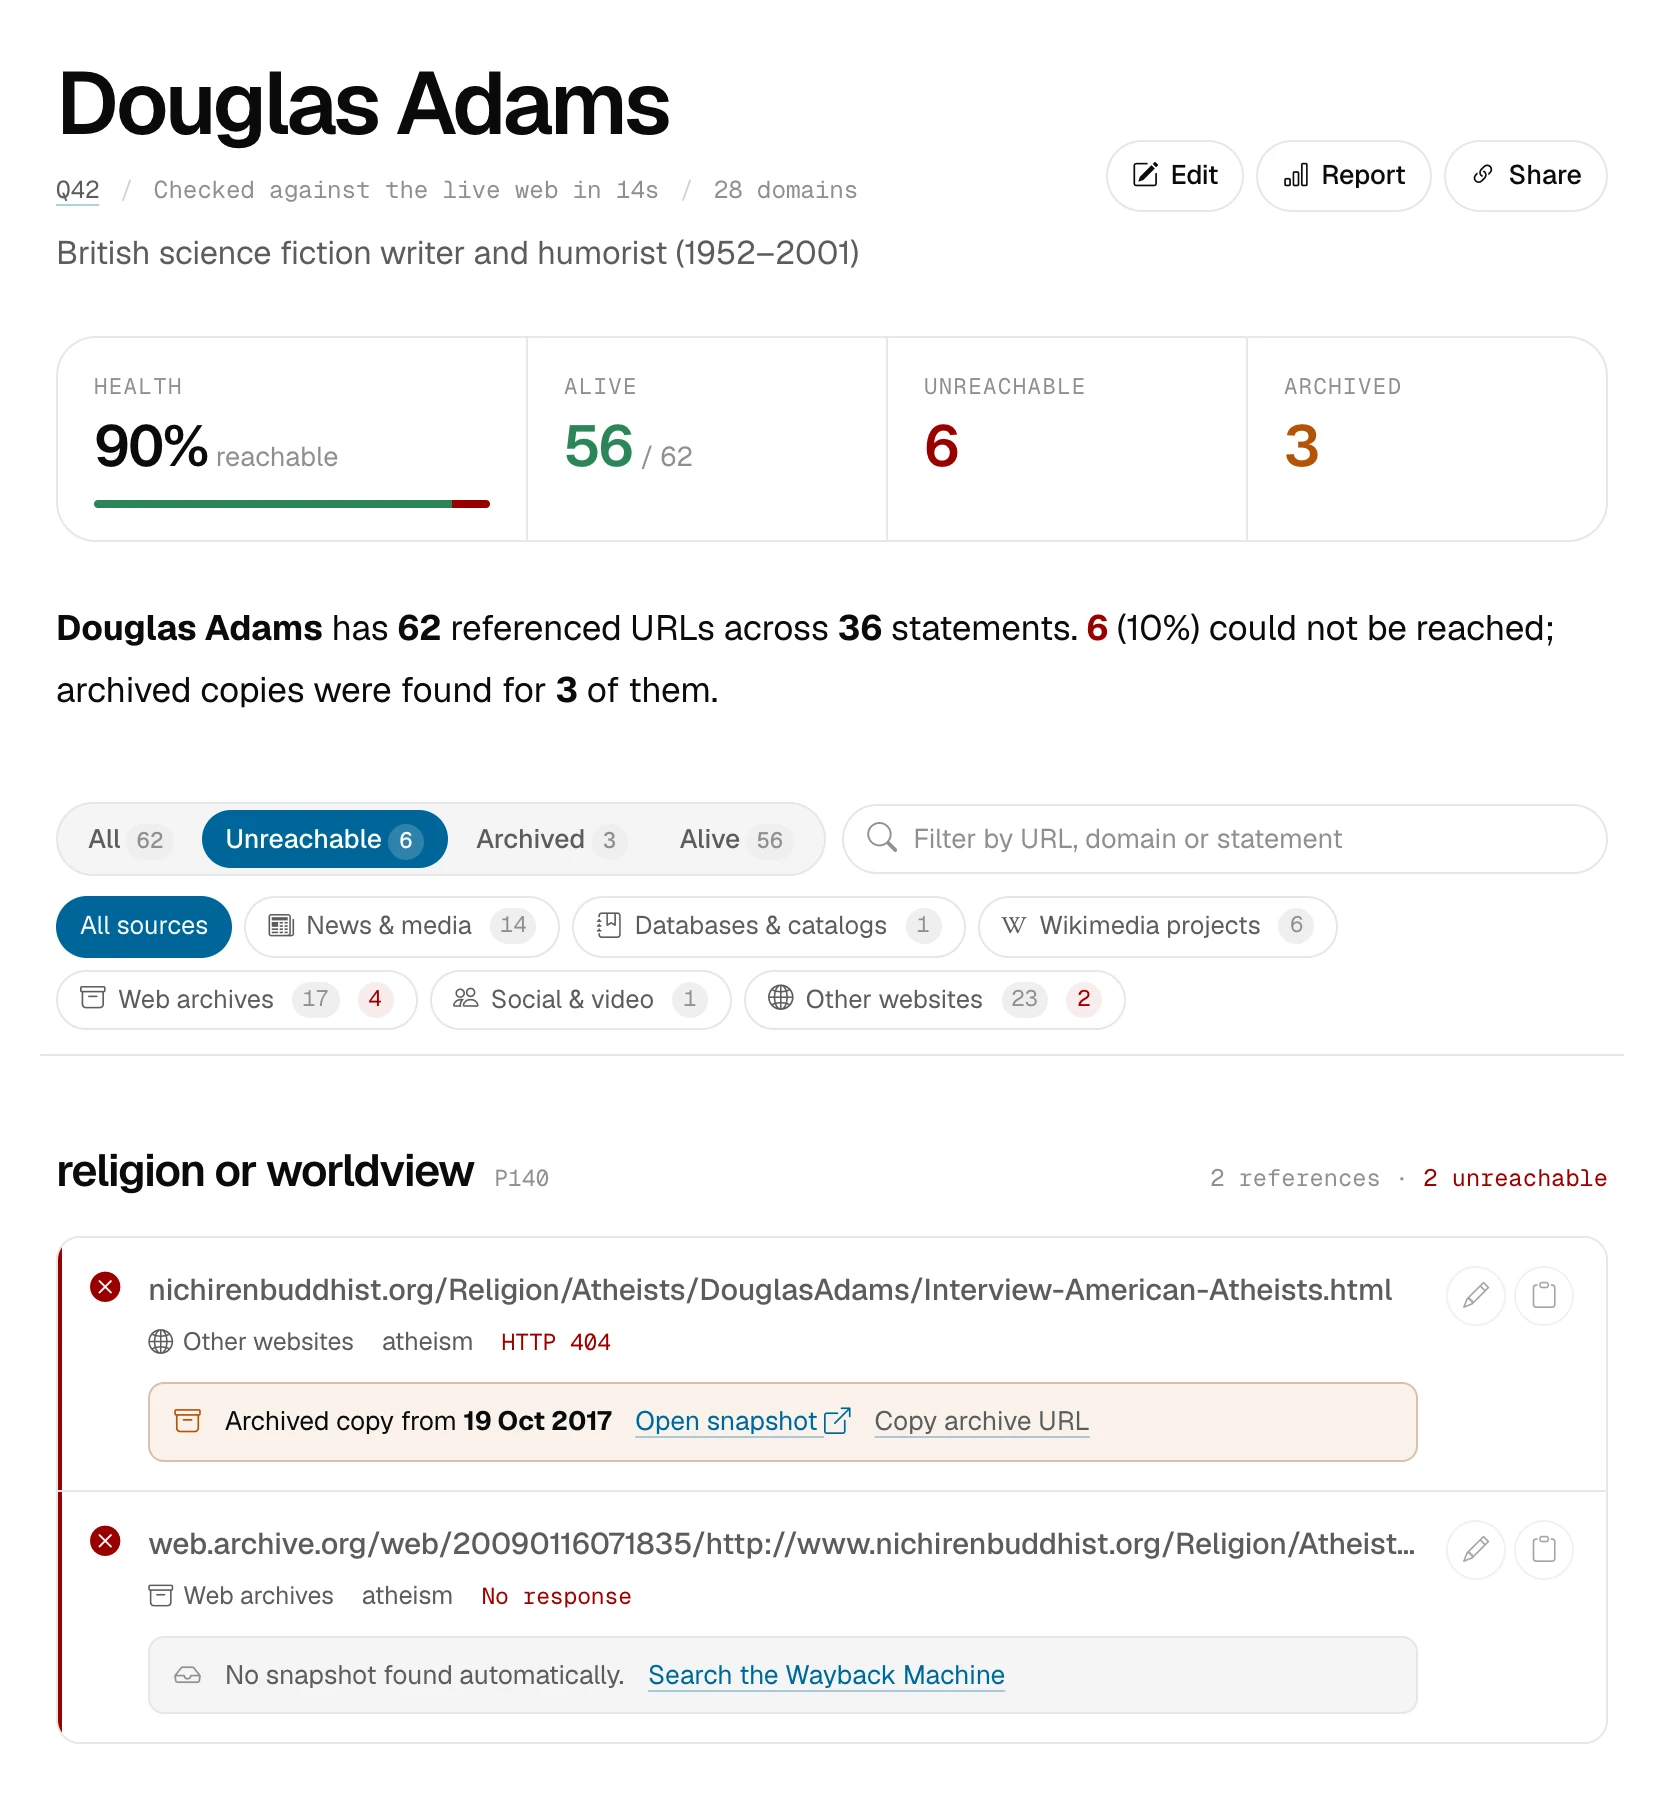 Douglas Adams
Q42 / Checked against the live web in 14s / 28 domains
Edit
Report
Share
British science fiction writer and humorist (1952–2001)
HEALTH
90% reachable
ALIVE
56 / 62
UNREACHABLE
6
ARCHIVED
3
Douglas Adams has 62 referenced URLs across 36 statements. 6 (10%) could not be reached;
archived copies were found for 3 of them.
All 62
Unreachable 6
Archived 3
Alive 56
Filter by URL, domain or statement
All sources
News & media 14
Databases & catalogs 1
W Wikimedia projects 6
Web archives 17 4
Social & video 1
Other websites 23 2
religion or worldview P140
2 references · 2 unreachable
nichirenbuddhist.org/Religion/Atheists/DouglasAdams/Interview-American-Atheists.html
Other websites atheism HTTP 404
Archived copy from 19 Oct 2017 Open snapshot Copy archive URL
web.archive.org/web/20090116071835/http://www.nichirenbuddhist.org/Religion/Atheist...
Web archives atheism No response
No snapshot found automatically. Search the Wayback Machine